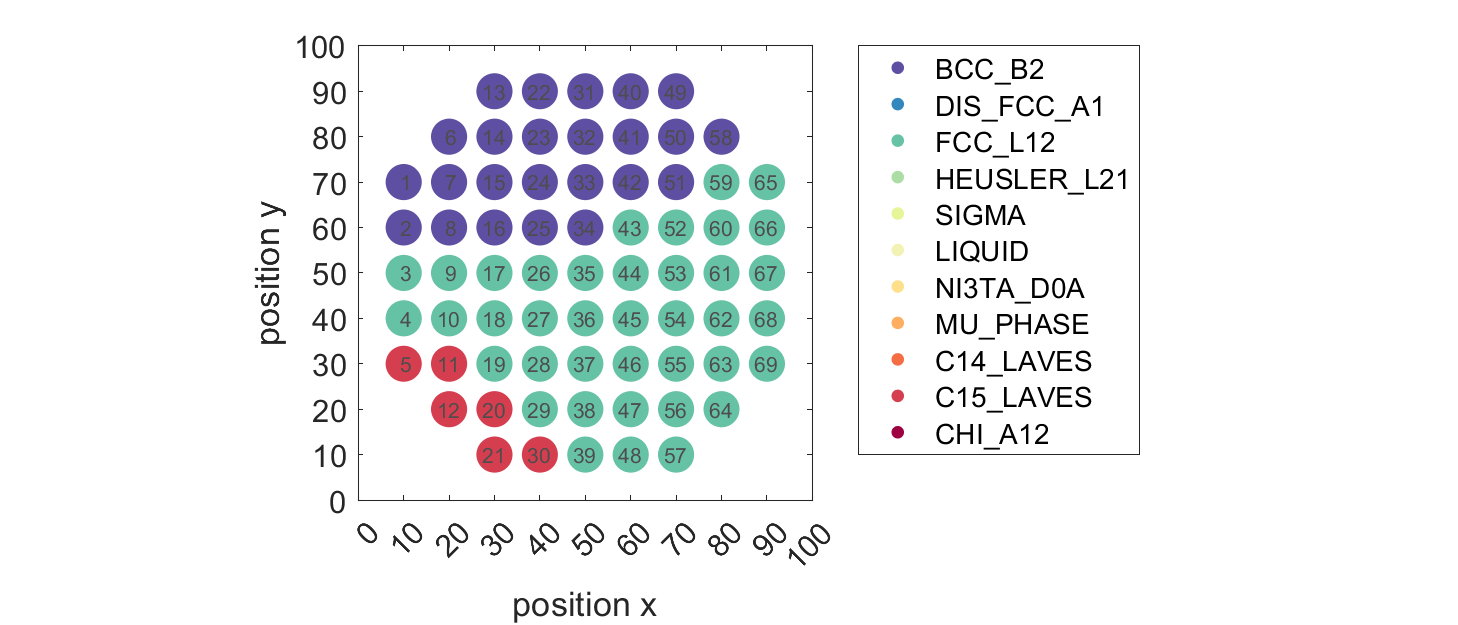 100
90
80
70
60
50
40
30
20
10
0
position y
13 22 31 40 49
6 14 23 32 41 50 58
1 7 15 24 33 42 51 59 65
2 8 16 25 34 43 52 60 66
3 9 17 26 35 44 53 61 67
4 10 18 27 36 45 54 62 68
5 11 19 28 37 46 55 63 69
12 20 29 38 47 56 64
21 30 39 48 57
0 10 20 30 40 50 60 70 80 90 100
position x
BCC_B2
DIS_FCC_A1
FCC_L12
HEUSLER_L21
SIGMA
LIQUID
NI3TA_D0A
MU_PHASE
C14_LAVES
C15_LAVES
CHI_A12